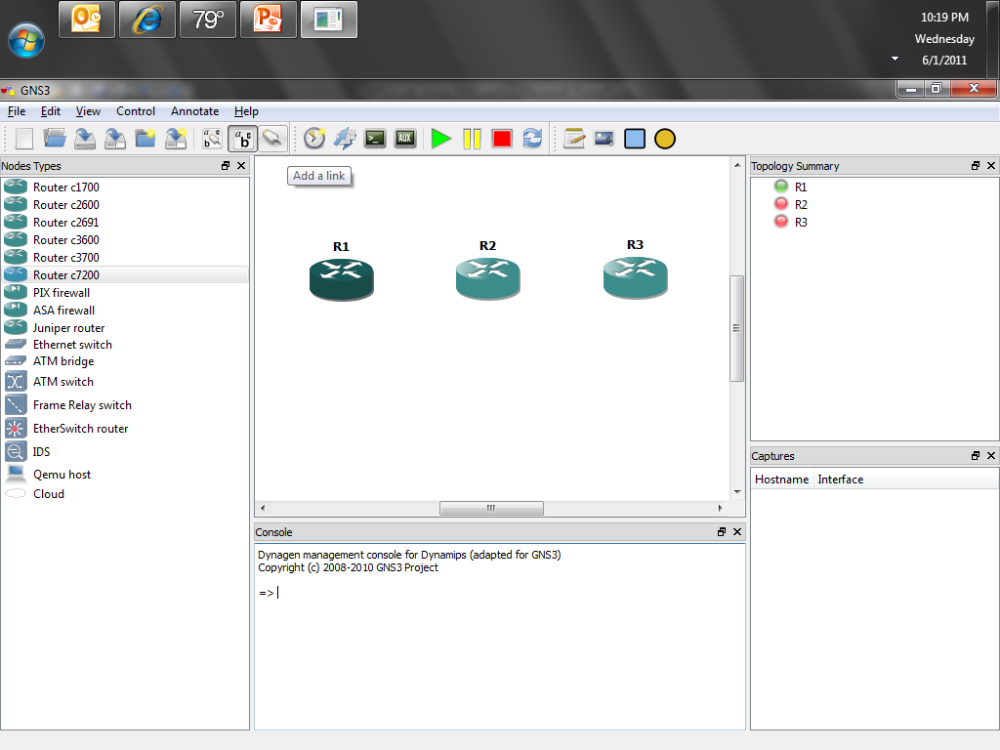 79°
10:19 PM
Wednesday
6/1/2011
GNS3
File Edit View Control Annotate Help
AUX
Nodes Types
Router c1700
Router c2600
Router c2691
Router c3600
Router c3700
Router c7200
PIX firewall
ASA firewall
Juniper router
Ethernet switch
ATM bridge
ATM switch
Frame Relay switch
EtherSwitch router
IDS
Qemu host
Cloud
Add a link
R1 R2 R3
Console
Dynagen management console for Dynamips (adapted for GNS3)
Copyright (c) 2008-2010 GNS3 Project
=>
Topology Summary
R1
R2
R3
Captures
Hostname Interface